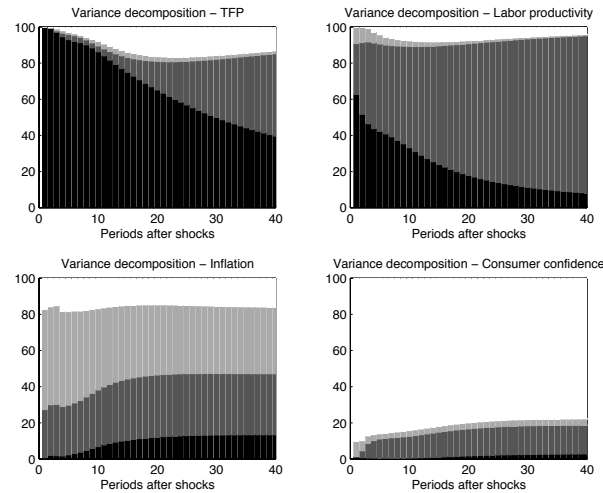 Variance decomposition – TFP
100
80
60
40
20
0
0 10 20 30 40
Periods after shocks
Variance decomposition – Labor productivity
100
80
60
40
20
0
0 10 20 30 40
Periods after shocks
Variance decomposition – Inflation
100
80
60
40
20
0
0 10 20 30 40
Periods after shocks
Variance decomposition – Consumer confidence
100
80
60
40
20
0
0 10 20 30 40
Periods after shocks